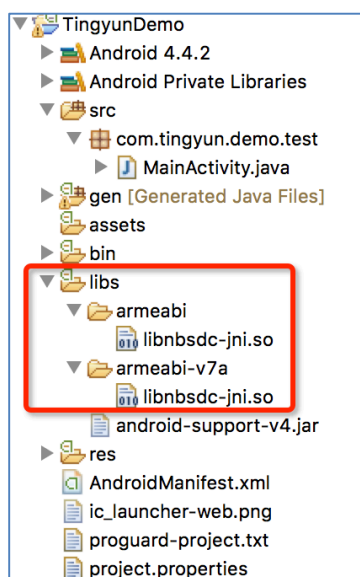 TingyunDemo
Android 4.4.2
Android Private Libraries
src
com.tingyun.demo.test
MainActivity.java
gen [Generated Java Files]
assets
bin
libs
armeabi
libnbsdc-jni.so
armeabi-v7a
libnbsdc-jni.so
android-support-v4.jar
res
AndroidManifest.xml
ic_launcher-web.png
proguard-project.txt
project.properties